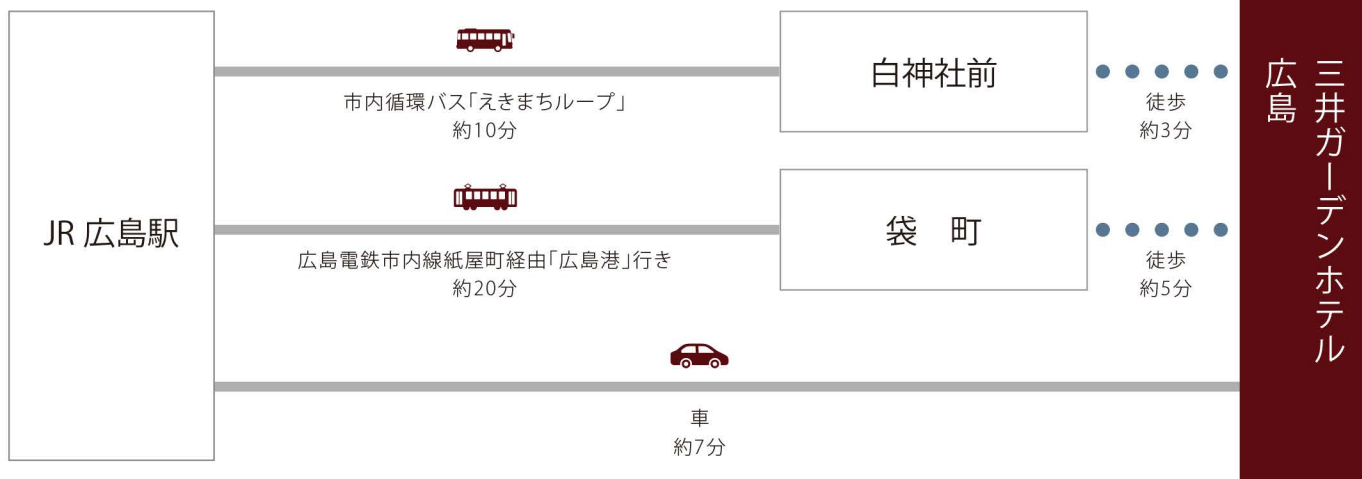 JR 広島駅
市内循環バス「えきまちループ」
約10分
白神社前
徒歩
約3分
広島電鉄市内線紙屋町経由「広島港」行き
約20分
袋　町
徒歩
約5分
車
約7分
三井ガーデンホテル
広島